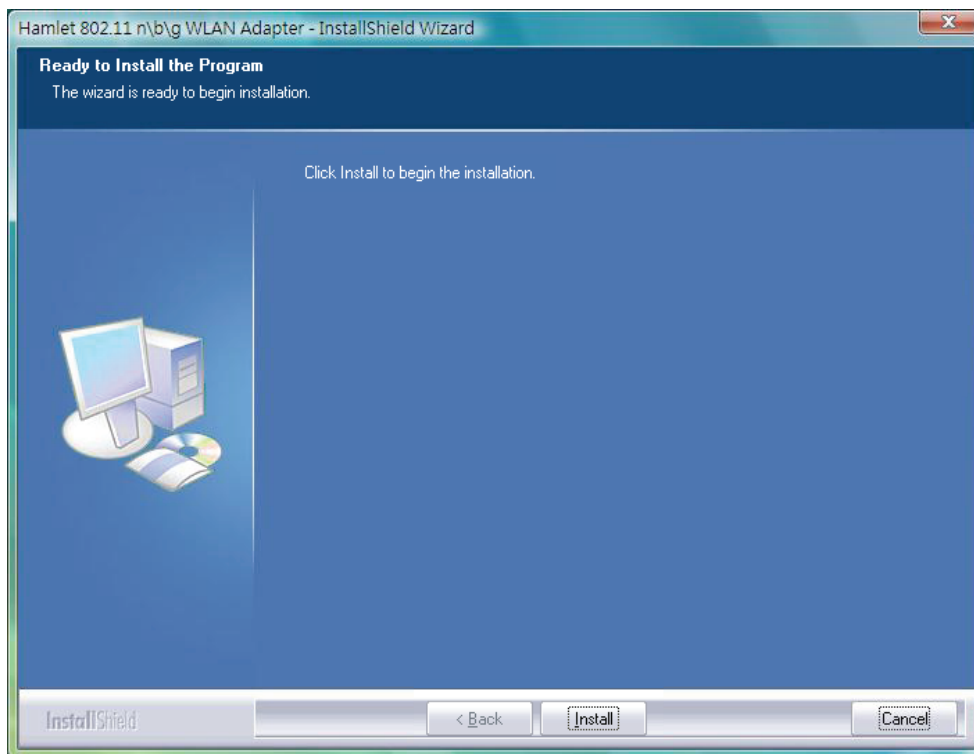 Hamlet 802.11 n\b\g WLAN Adapter - InstallShield Wizard
Ready to Install the Program
The wizard is ready to begin installation.
Click Install to begin the installation.
InstallShield
< Back
Install
Cancel